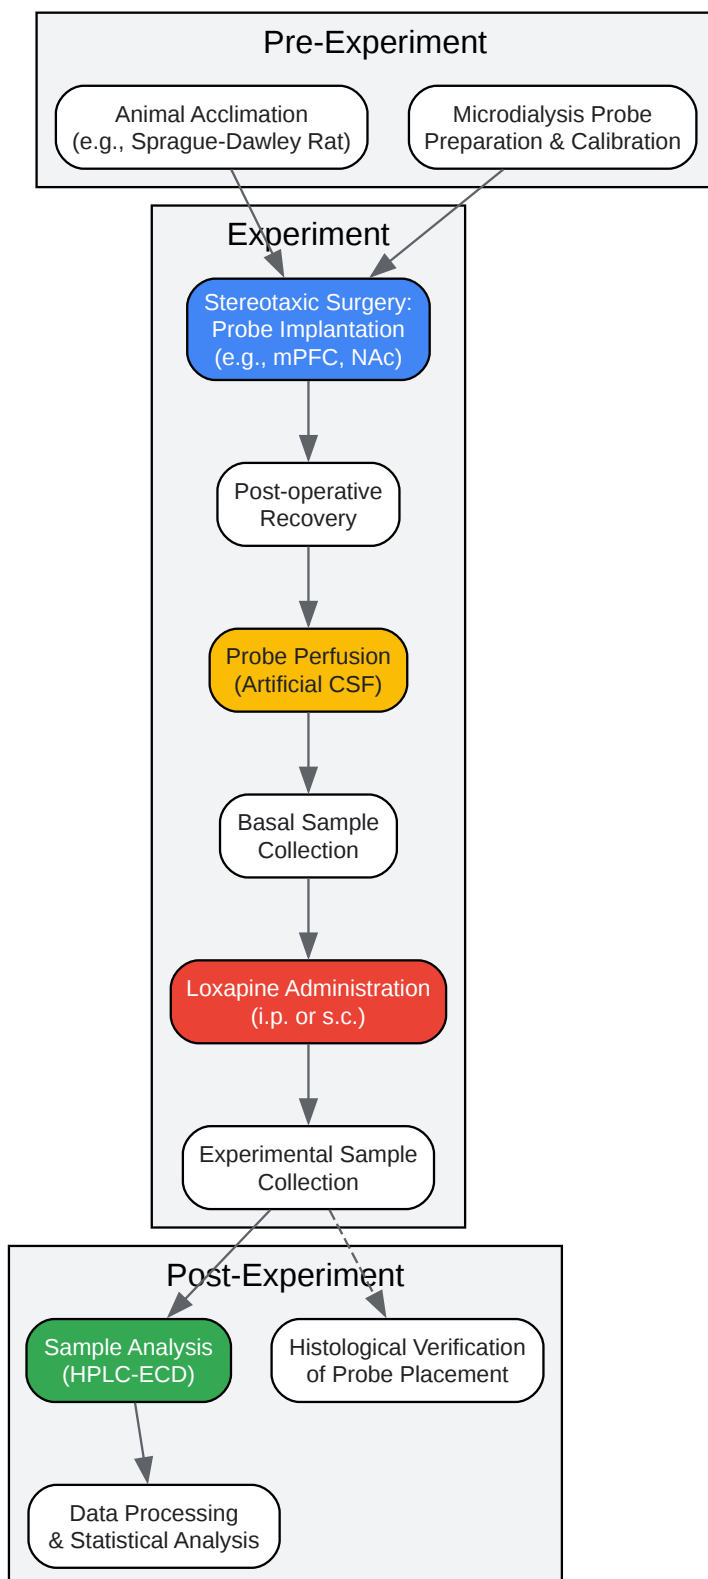 Pre-Experiment
Animal Acclimation
(e.g., Sprague-Dawley Rat)
Microdialysis Probe
Preparation & Calibration
Experiment
Stereotaxic Surgery:
Probe Implantation
(e.g., mPFC, NAc)
Post-operative
Recovery
Probe Perfusion
(Artificial CSF)
Basal Sample
Collection
Loxapine Administration
(i.p. or s.c.)
Experimental Sample
Collection
Post-Experiment
Sample Analysis
(HPLC-ECD)
Histological Verification
of Probe Placement
Data Processing
& Statistical Analysis